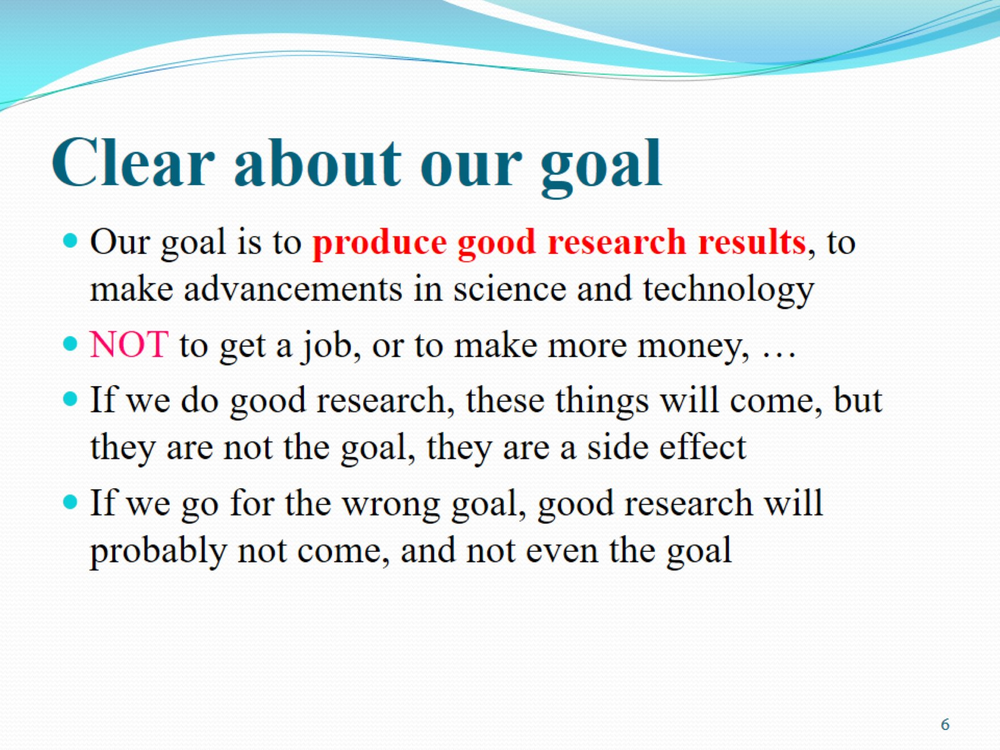 Clear about our goal
Our goal is to produce good research results, to
make advancements in science and technology
NOT to get a job, or to make more money, …
If we do good research, these things will come, but
they are not the goal, they are a side effect
If we go for the wrong goal, good research will
probably not come, and not even the goal
6